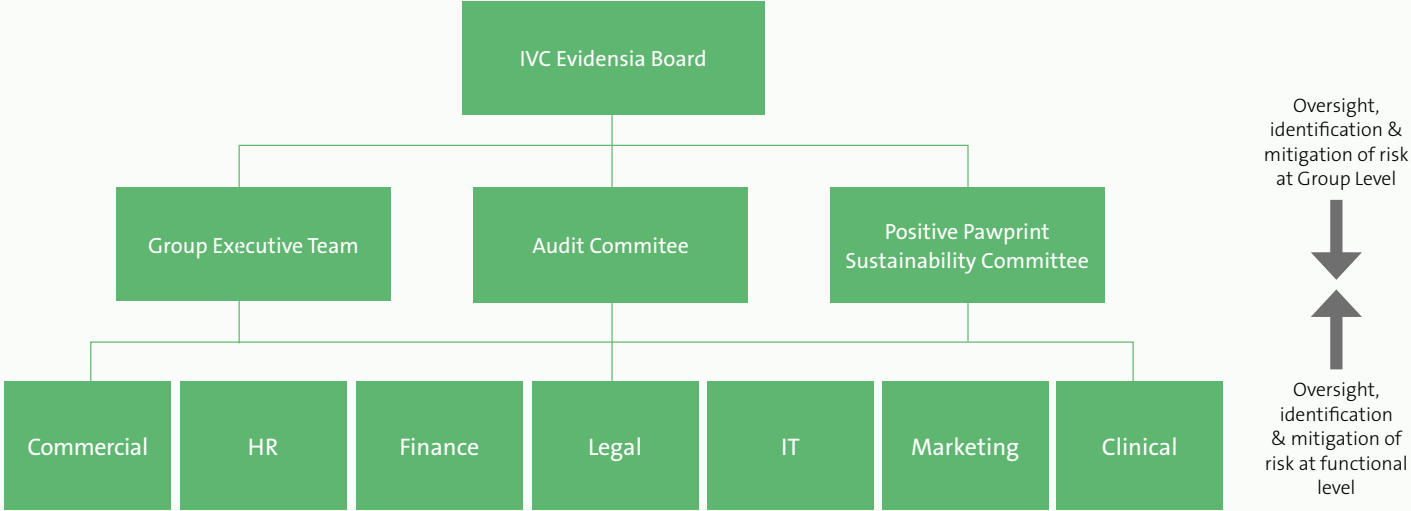 IVC Evidensia Board
Oversight,
identification &
mitigation of risk
at Group Level
Group Executive Team
Audit Commitee
Positive Pawprint
Sustainability Committee
Commercial
HR
Finance
Legal
IT
Marketing
Clinical
Oversight,
identification
& mitigation of
risk at functional
level